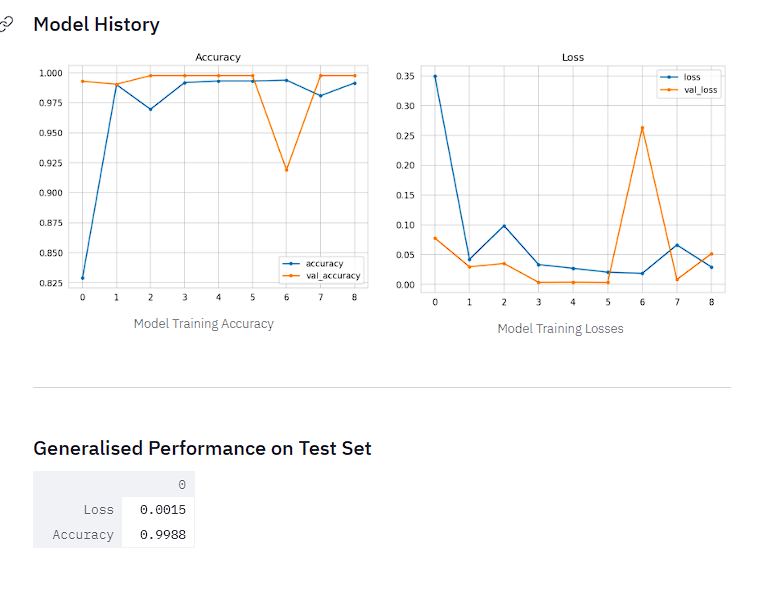 Model History
Accuracy
1.000
0.975
0.950
0.925
0.900
0.875
0.850
0.825
0 1 2 3 4 5 6 7 8
accuracy
val_accuracy
Model Training Accuracy
Loss
0.35
0.30
0.25
0.20
0.15
0.10
0.05
0.00
0 1 2 3 4 5 6 7 8
loss
val_loss
Model Training Losses
Generalised Performance on Test Set
0
Loss 0.0015
Accuracy 0.9988